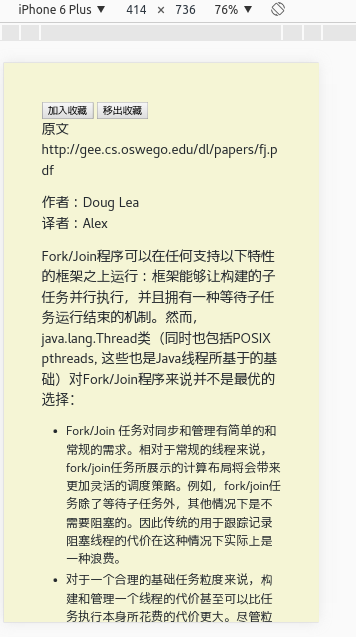 iPhone 6 Plus ▼ 414 × 736 76% ▼
加入收藏 移出收藏
原文
http://gee.cs.oswego.edu/dl/papers/fj.p
df
作者：Doug Lea
译者：Alex
Fork/Join程序可以在任何支持以下特性
的框架之上运行：框架能够让构建的子
任务并行执行，并且拥有一种等待子任
务运行结束的机制。然而，
java.lang.Thread类（同时也包括POSIX
pthreads, 这些也是Java线程所基于的基
础）对Fork/Join程序来说并不是最优的
选择：
• Fork/Join 任务对同步和管理有简单的和
常规的需求。相对于常规的线程来说，
fork/join任务所展示的计算布局将会带来
更加灵活的调度策略。例如，fork/join任
务除了等待子任务外，其他情况下是不
需要阻塞的。因此传统的用于跟踪记录
阻塞线程的代价在这种情况下实际上是
一种浪费。
• 对于一个合理的基础任务粒度来说，构
建和管理一个线程的代价甚至可以比任
务执行本身所花费的代价更大。尽管粒